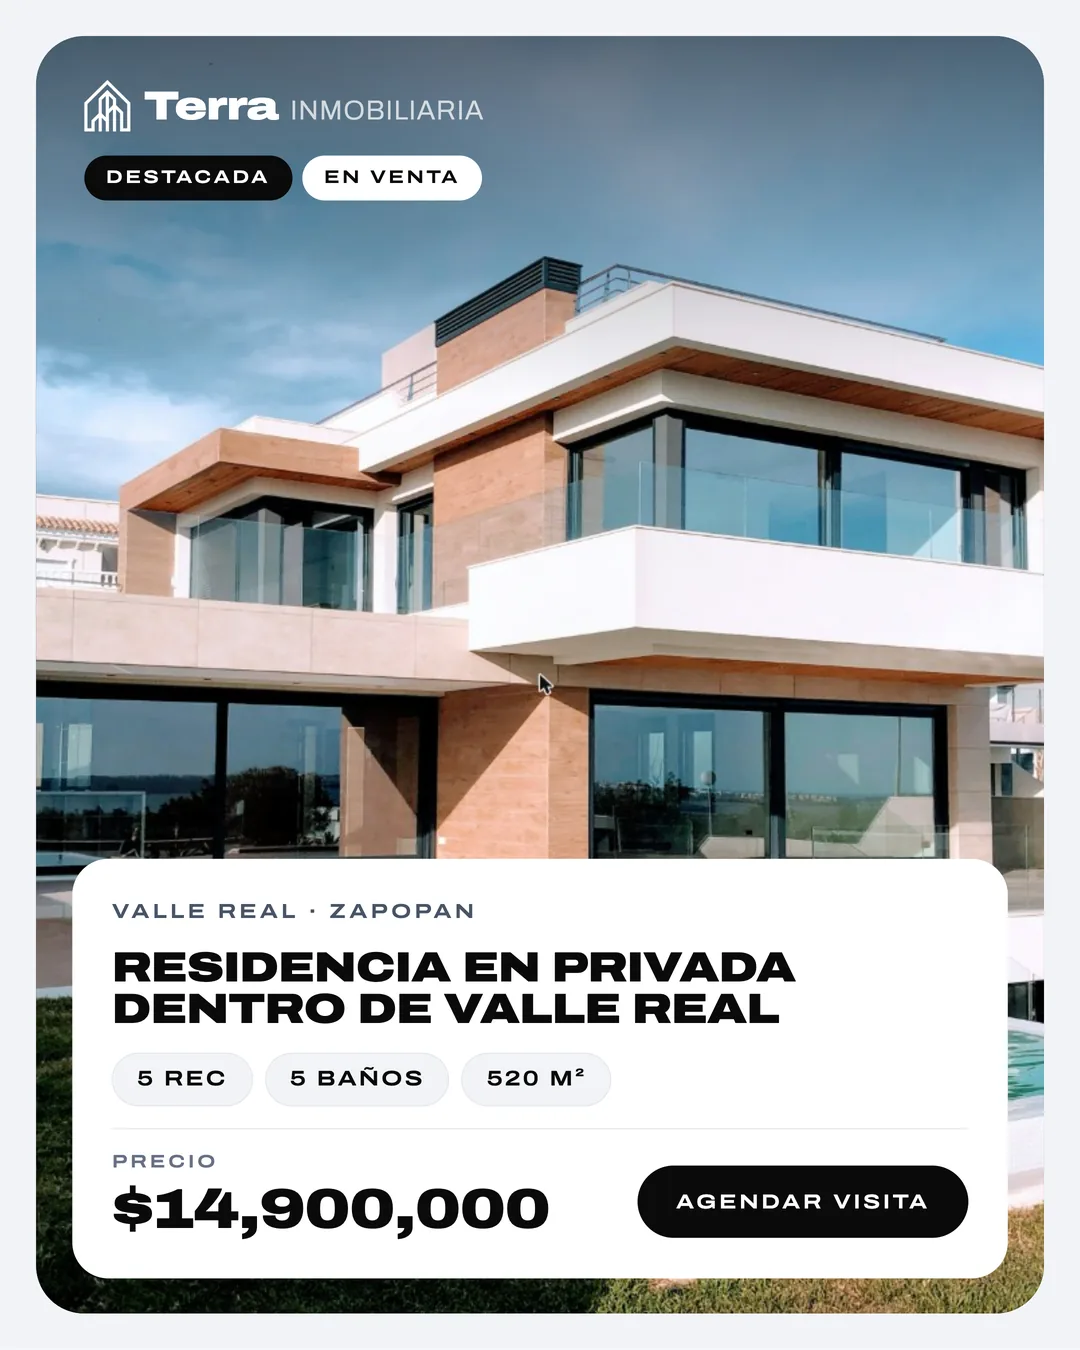 Terra INMOBILIARIA
DESTACADA EN VENTA
VALLE REAL · ZAPOPAN
RESIDENCIA EN PRIVADA
DENTRO DE VALLE REAL
5 REC 5 BAÑOS 520 M²
PRECIO
$14,900,000
AGENDAR VISITA